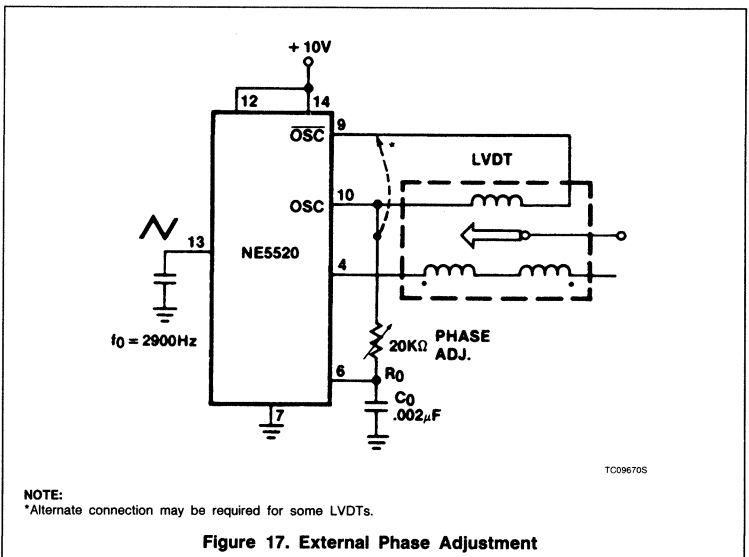 + 10V
12 14
OSC 9
*
LVDT
OSC 10
13
NE5520
4
f0 = 2900Hz
20KΩ PHASE
ADJ.
6 R0
C0
.002μF
7
TC09670S
NOTE:
*Alternate connection may be required for some LVDTs.
Figure 17. External Phase Adjustment